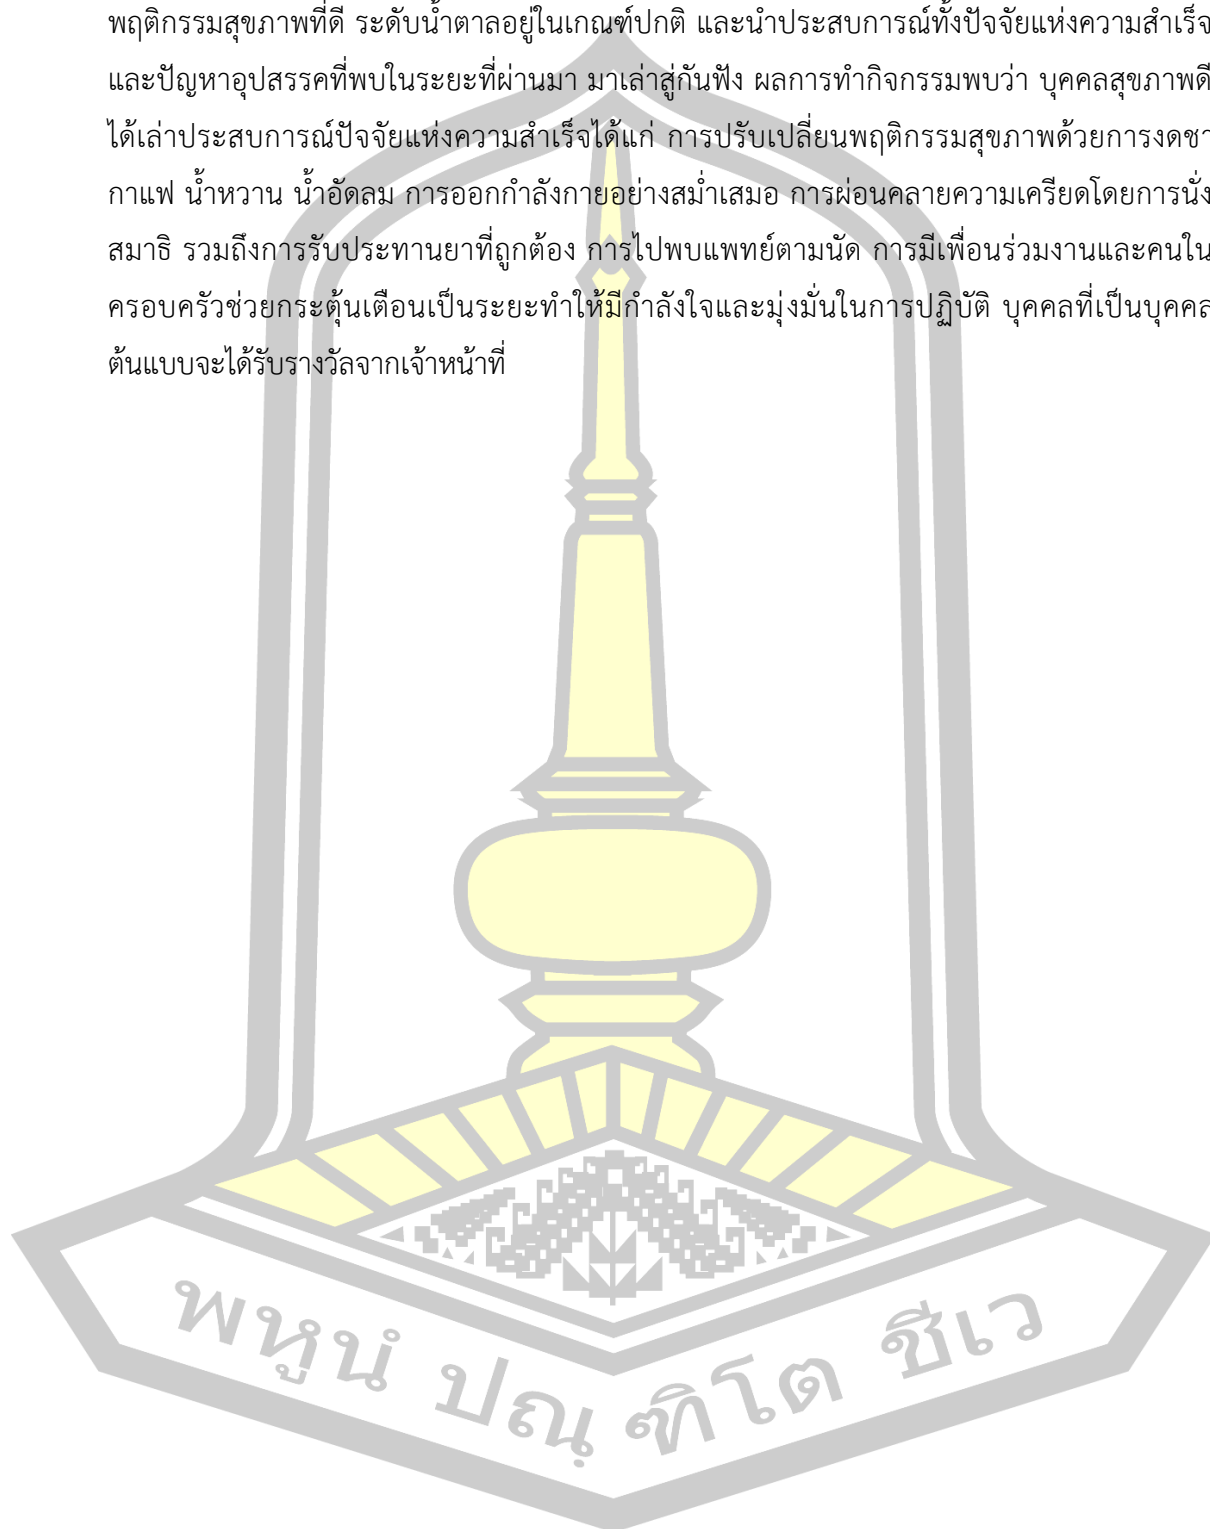 พฤติกรรมสุขภาพที่ดี ระดับน้ำตาลอยู่ในเกณฑ์ปกติ และนำประสบการณ์ทั้งปัจจัยแห่งความสำเร็จ
และปัญหาอุปสรรคที่พบในระยะที่ผ่านมา มาเล่าสู่กันฟัง ผลการทำกิจกรรมพบว่า บุคคลสุขภาพดี
ได้เล่าประสบการณ์ปัจจัยแห่งความสำเร็จได้แก่ การปรับเปลี่ยนพฤติกรรมสุขภาพด้วยการงดชา
กาแฟ น้ำหวาน น้ำอัดลม การออกกำลังกายอย่างสม่ำเสมอ การผ่อนคลายความเครียดโดยการนั่ง
สมาธิ รวมถึงการรับประทานยาที่ถูกต้อง การไปพบแพทย์ตามนัด การมีเพื่อนร่วมงานและคนใน
ครอบครัวช่วยกระตุ้นเตือนเป็นระยะทำให้มีกำลังใจและมุ่งมั่นในการปฏิบัติ บุคคลที่เป็นบุคคล
ต้นแบบจะได้รับรางวัลจากเจ้าหน้าที่
พหูนํ ปณฺฑิโต ชีเว